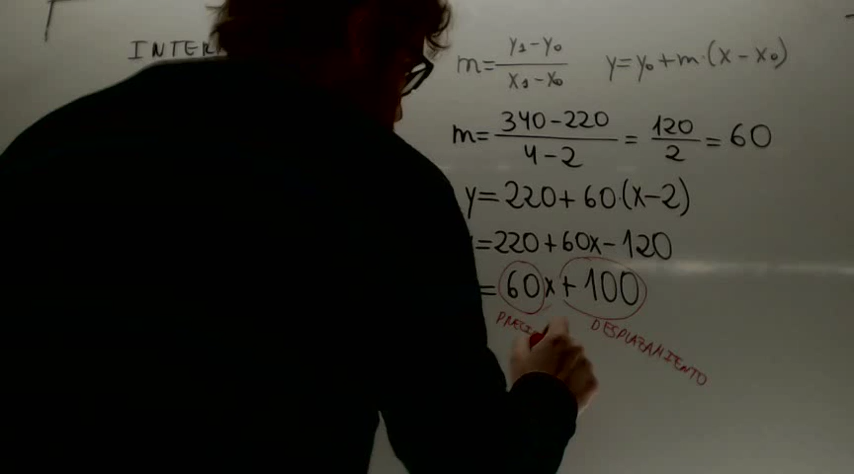 INTER
m = (y₁ - y₀)/(x₁ - x₀)   y = y₀ + m·(x - x₀)
m = (340 - 220)/(4 - 2) = 120/2 = 60
y = 220 + 60·(x - 2)
= 220 + 60x - 120
= 60x + 100
PRECI
DESPLAZAMIENTO